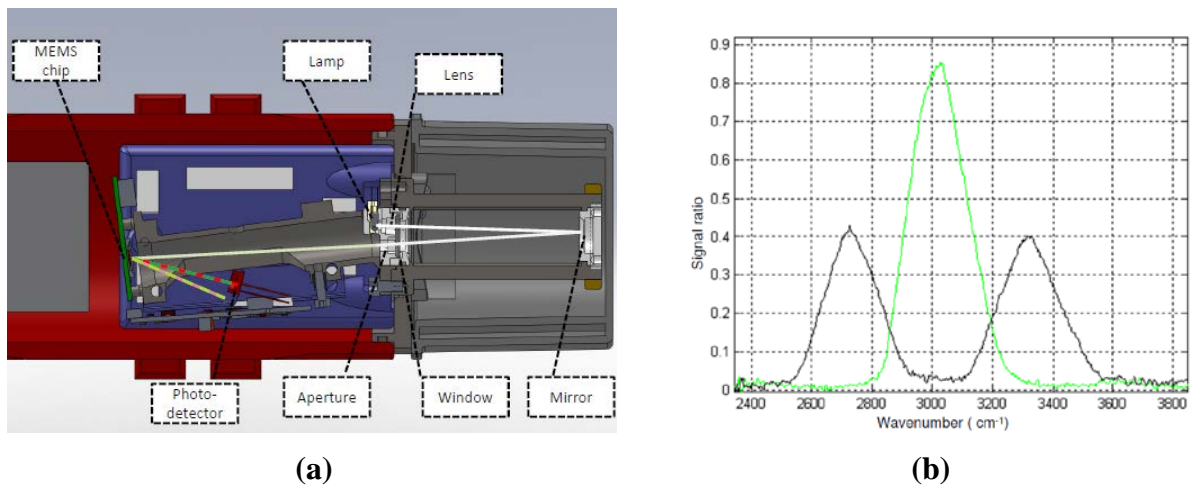 MEMS
chip
Lamp
Lens
Photo-
detector
Aperture
Window
Mirror
(a)
0.9
0.8
0.7
0.6
0.5
0.4
0.3
0.2
0.1
0
Signal ratio
2400 2600 2800 3000 3200 3400 3600 3800
Wavenumber ( cm-1)
(b)